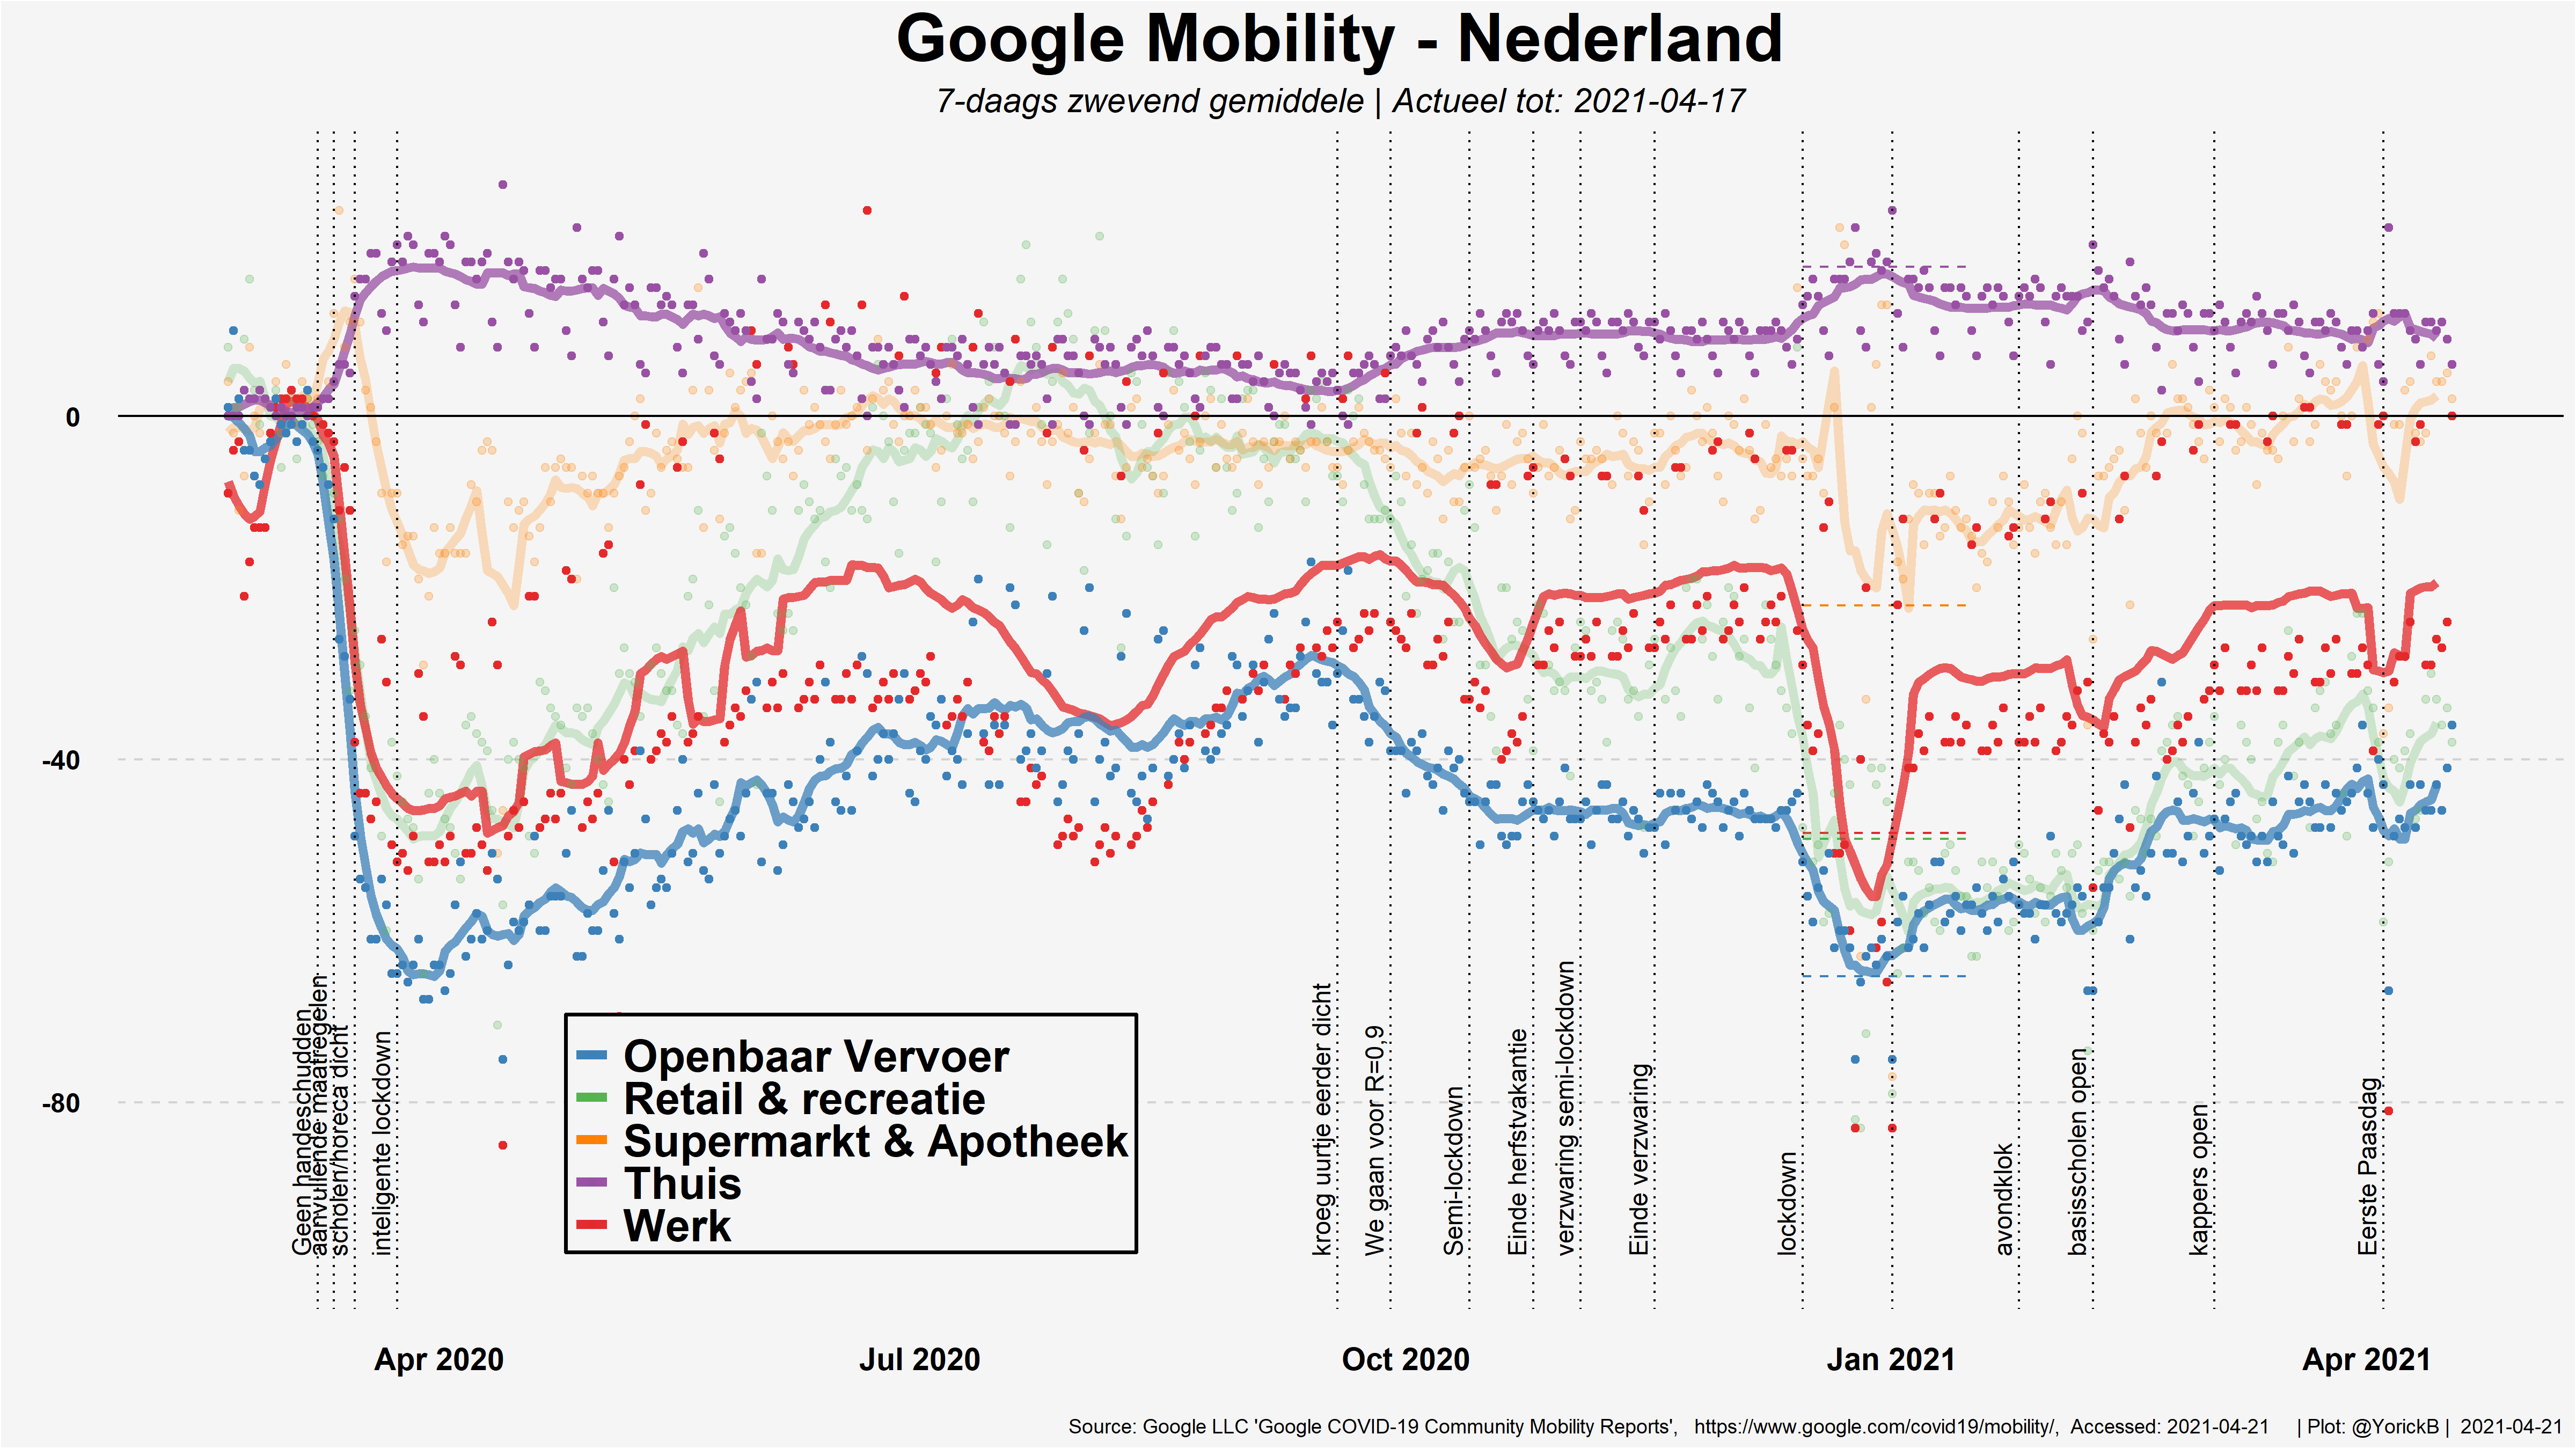 Google Mobility - Nederland
7-daags zwevend gemiddele | Actueel tot: 2021-04-17
0
-40
-80
Geen handeschudden
aanvullende maatregelen
scholen/horeca dicht
inteligente lockdown
kroeg uurtje eerder dicht
We gaan voor R=0,9
Semi-lockdown
Einde herfstvakantie
verzwaring semi-lockdown
Einde verzwaring
lockdown
avondklok
basisscholen open
kappers open
Eerste Paasdag
Openbaar Vervoer
Retail & recreatie
Supermarkt & Apotheek
Thuis
Werk
Apr 2020
Jul 2020
Oct 2020
Jan 2021
Apr 2021
Source: Google LLC 'Google COVID-19 Community Mobility Reports', https://www.google.com/covid19/mobility/, Accessed: 2021-04-21 | Plot: @YorickB | 2021-04-21